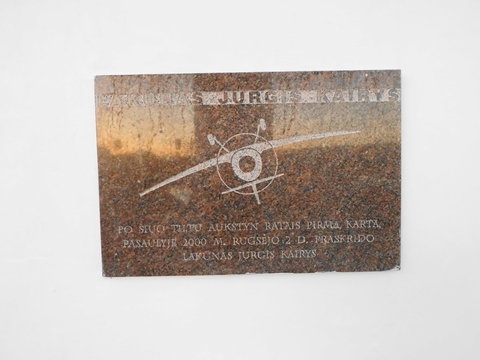 JURGIS KAIRYS
PO ŠIUO TILTU AUKŠTYN RATAIS PIRMĄ KARTĄ
PASAULYJE 2000 M. RUGSĖJO 2 D. PRASKRIDO
LAKŪNAS JURGIS KAIRYS